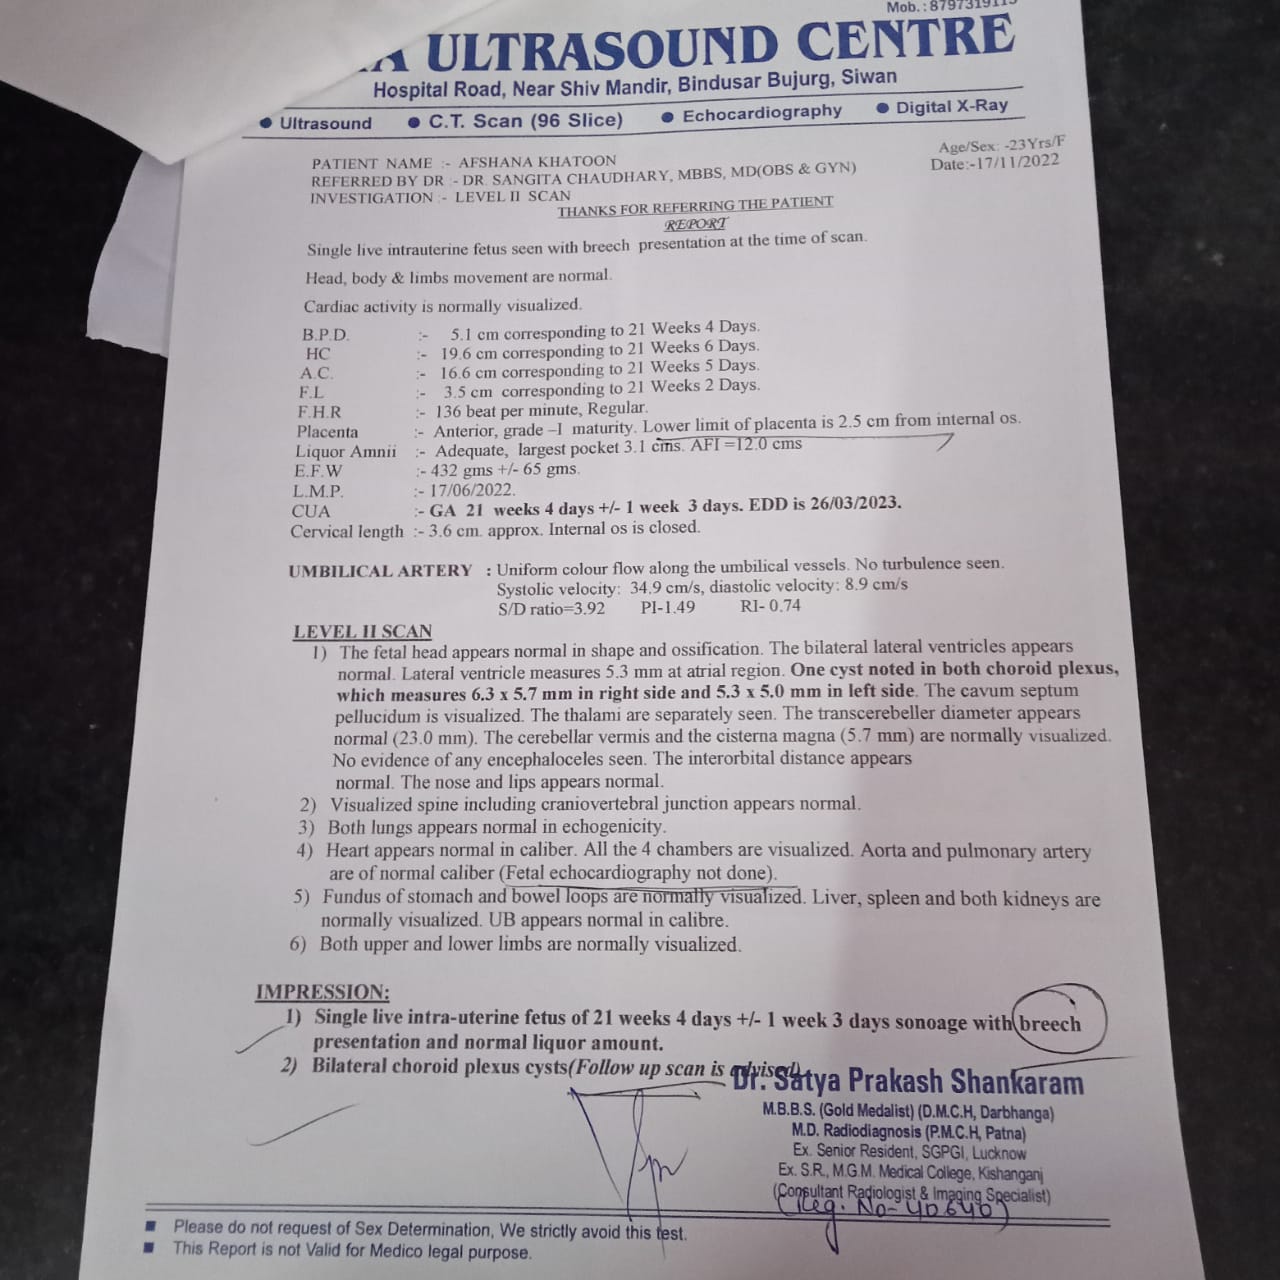 Mob.: 8797319113
ULTRASOUND CENTRE
Hospital Road, Near Shiv Mandir, Bindusar Bujurg, Siwan
● Ultrasound ● C.T. Scan (96 Slice) ● Echocardiography ● Digital X-Ray
PATIENT NAME :- AFSHANA KHATOON Age/Sex: -23Yrs/F
REFERRED BY DR :- DR. SANGITA CHAUDHARY, MBBS, MD(OBS & GYN) Date:-17/11/2022
INVESTIGATION :- LEVEL II SCAN
THANKS FOR REFERRING THE PATIENT
REPORT
Single live intrauterine fetus seen with breech presentation at the time of scan.
Head, body & limbs movement are normal.
Cardiac activity is normally visualized.
B.P.D. :- 5.1 cm corresponding to 21 Weeks 4 Days.
HC :- 19.6 cm corresponding to 21 Weeks 6 Days.
A.C. :- 16.6 cm corresponding to 21 Weeks 5 Days.
F.L :- 3.5 cm corresponding to 21 Weeks 2 Days.
F.H.R :- 136 beat per minute, Regular.
Placenta :- Anterior, grade –I maturity. Lower limit of placenta is 2.5 cm from internal os.
Liquor Amnii :- Adequate, largest pocket 3.1 cms. AFI =12.0 cms
E.F.W :- 432 gms +/- 65 gms.
L.M.P. :- 17/06/2022.
CUA :- GA 21 weeks 4 days +/- 1 week 3 days. EDD is 26/03/2023.
Cervical length :- 3.6 cm. approx. Internal os is closed.
UMBILICAL ARTERY : Uniform colour flow along the umbilical vessels. No turbulence seen.
Systolic velocity: 34.9 cm/s, diastolic velocity: 8.9 cm/s
S/D ratio=3.92 PI-1.49 RI- 0.74
LEVEL II SCAN
1) The fetal head appears normal in shape and ossification. The bilateral lateral ventricles appears
normal. Lateral ventricle measures 5.3 mm at atrial region. One cyst noted in both choroid plexus,
which measures 6.3 x 5.7 mm in right side and 5.3 x 5.0 mm in left side. The cavum septum
pellucidum is visualized. The thalami are separately seen. The transcerebeller diameter appears
normal (23.0 mm). The cerebellar vermis and the cisterna magna (5.7 mm) are normally visualized.
No evidence of any encephaloceles seen. The interorbital distance appears
normal. The nose and lips appears normal.
2) Visualized spine including craniovertebral junction appears normal.
3) Both lungs appears normal in echogenicity.
4) Heart appears normal in caliber. All the 4 chambers are visualized. Aorta and pulmonary artery
are of normal caliber (Fetal echocardiography not done).
5) Fundus of stomach and bowel loops are normally visualized. Liver, spleen and both kidneys are
normally visualized. UB appears normal in calibre.
6) Both upper and lower limbs are normally visualized.
IMPRESSION:
1) Single live intra-uterine fetus of 21 weeks 4 days +/- 1 week 3 days sonoage with breech
presentation and normal liquor amount.
2) Bilateral choroid plexus cysts(Follow up scan is advised)
Dr. Satya Prakash Shankaram
M.B.B.S. (Gold Medalist) (D.M.C.H, Darbhanga)
M.D. Radiodiagnosis (P.M.C.H, Patna)
Ex. Senior Resident, SGPGI, Lucknow
Ex. S.R., M.G.M. Medical College, Kishanganj
(Consultant Radiologist & Imaging Specialist)
(Reg. No- 40640)
■ Please do not request of Sex Determination, We strictly avoid this test.
■ This Report is not Valid for Medico legal purpose.